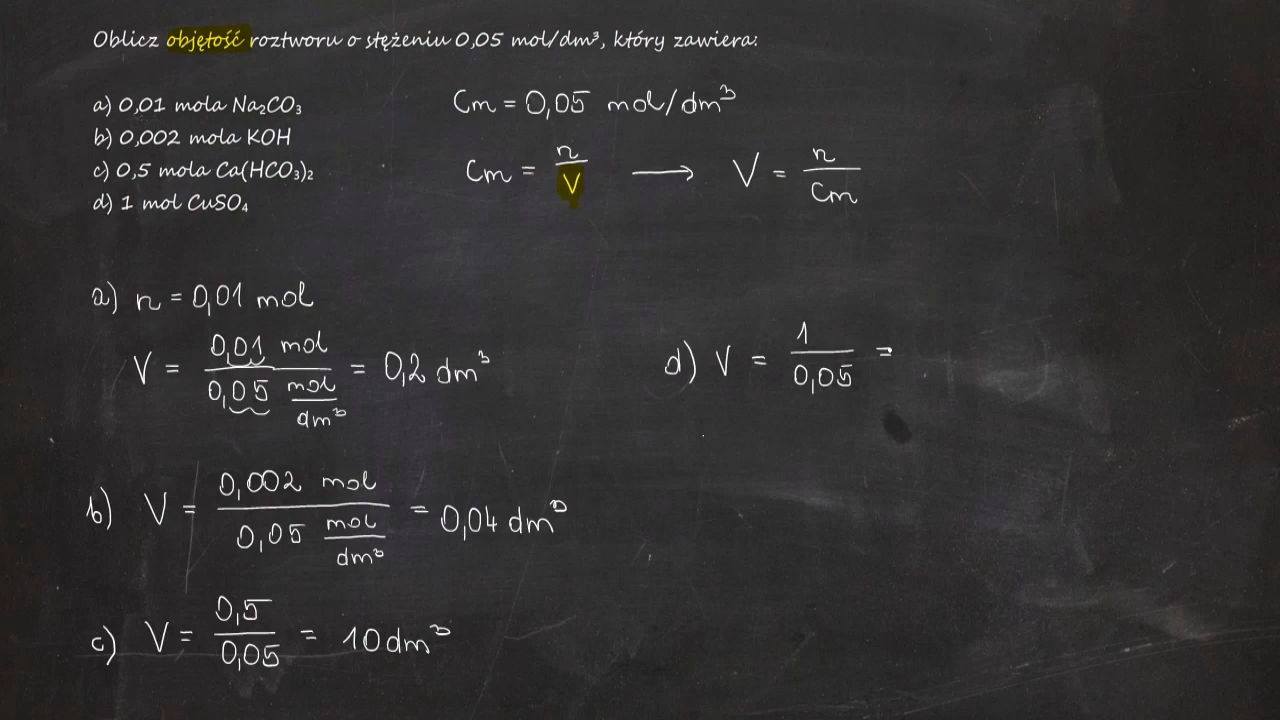 Oblicz objętość roztworu o stężeniu 0,05 mol/dm³, który zawiera:
a) 0,01 mola Na₂CO₃
b) 0,002 mola KOH
c) 0,5 mola Ca(HCO₃)₂
d) 1 mol CuSO₄
Cm = 0,05 mol/dm³
Cm = n/V ⟶ V = n/Cm
a) n = 0,01 mol
V = 0,01 mol / 0,05 mol/dm³ = 0,2 dm³
b) V = 0,002 mol / 0,05 mol/dm³ = 0,04 dm³
c) V = 0,5 / 0,05 = 10 dm³
d) V = 1 / 0,05 =